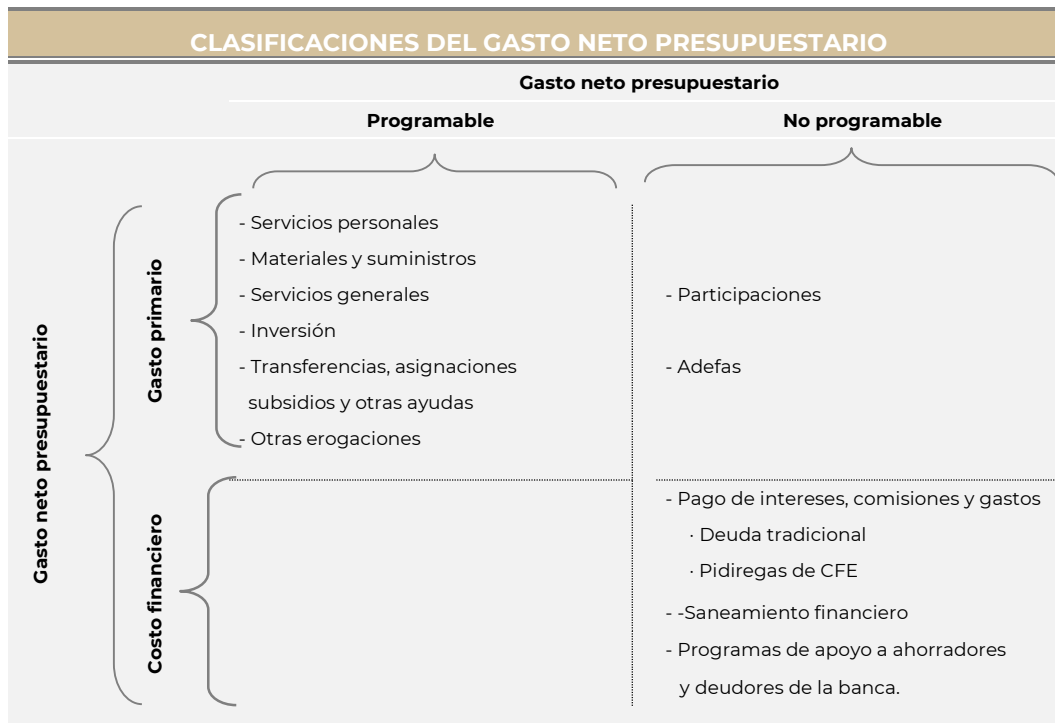 CLASIFICACIONES DEL GASTO NETO PRESUPUESTARIO
Gasto neto presupuestario
Programable
No programable
Gasto neto presupuestario
Gasto primario
- Servicios personales
- Materiales y suministros
- Servicios generales
- Inversión
- Transferencias, asignaciones
subsidios y otras ayudas
- Otras erogaciones
- Participaciones
- Adefas
Costo financiero
- Pago de intereses, comisiones y gastos
· Deuda tradicional
· Pidiregas de CFE
- -Saneamiento financiero
- Programas de apoyo a ahorradores
y deudores de la banca.